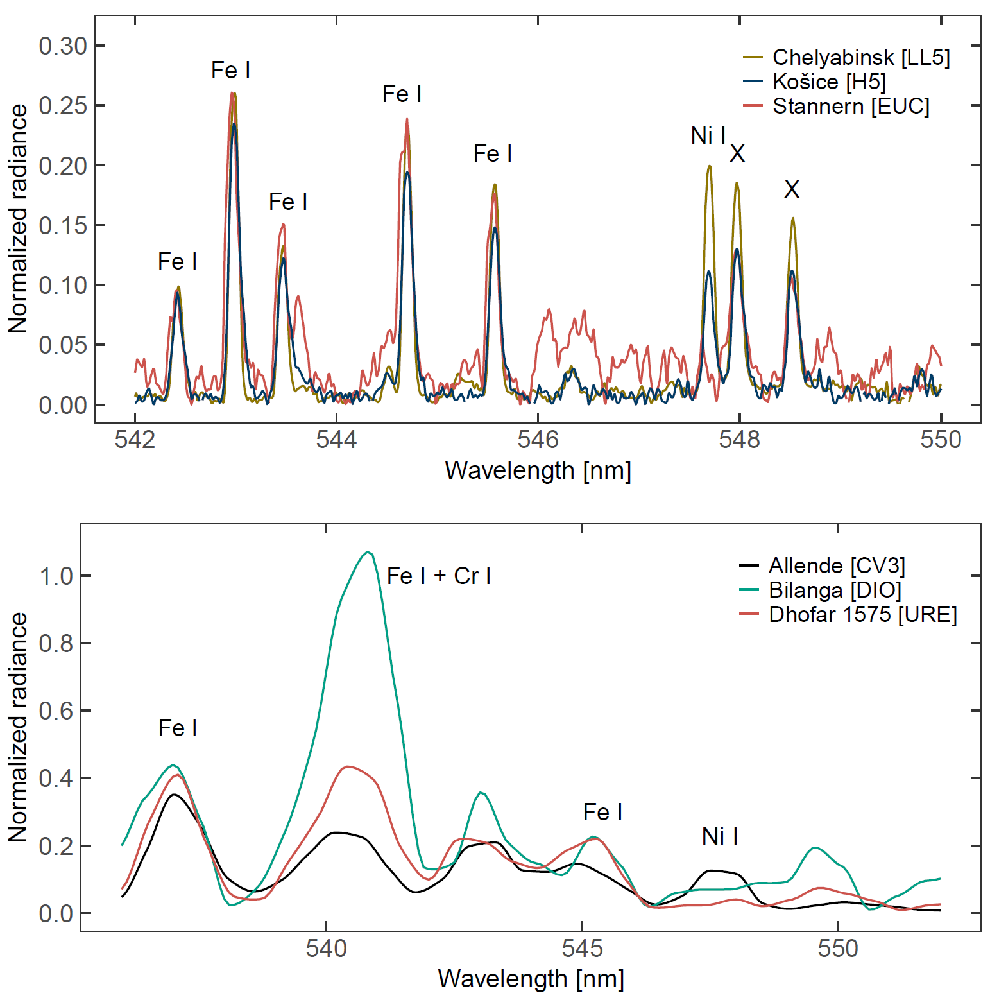 Normalized radiance
0.30
0.25
0.20
0.15
0.10
0.05
0.00
Fe I
Fe I
Fe I
Fe I
Fe I
Ni I
X
X
Chelyabinsk [LL5]
Košice [H5]
Stannern [EUC]
542
544
546
548
550
Wavelength [nm]
Normalized radiance
1.0
0.8
0.6
0.4
0.2
0.0
Fe I
Fe I + Cr I
Fe I
Ni I
Allende [CV3]
Bilanga [DIO]
Dhofar 1575 [URE]
540
545
550
Wavelength [nm]